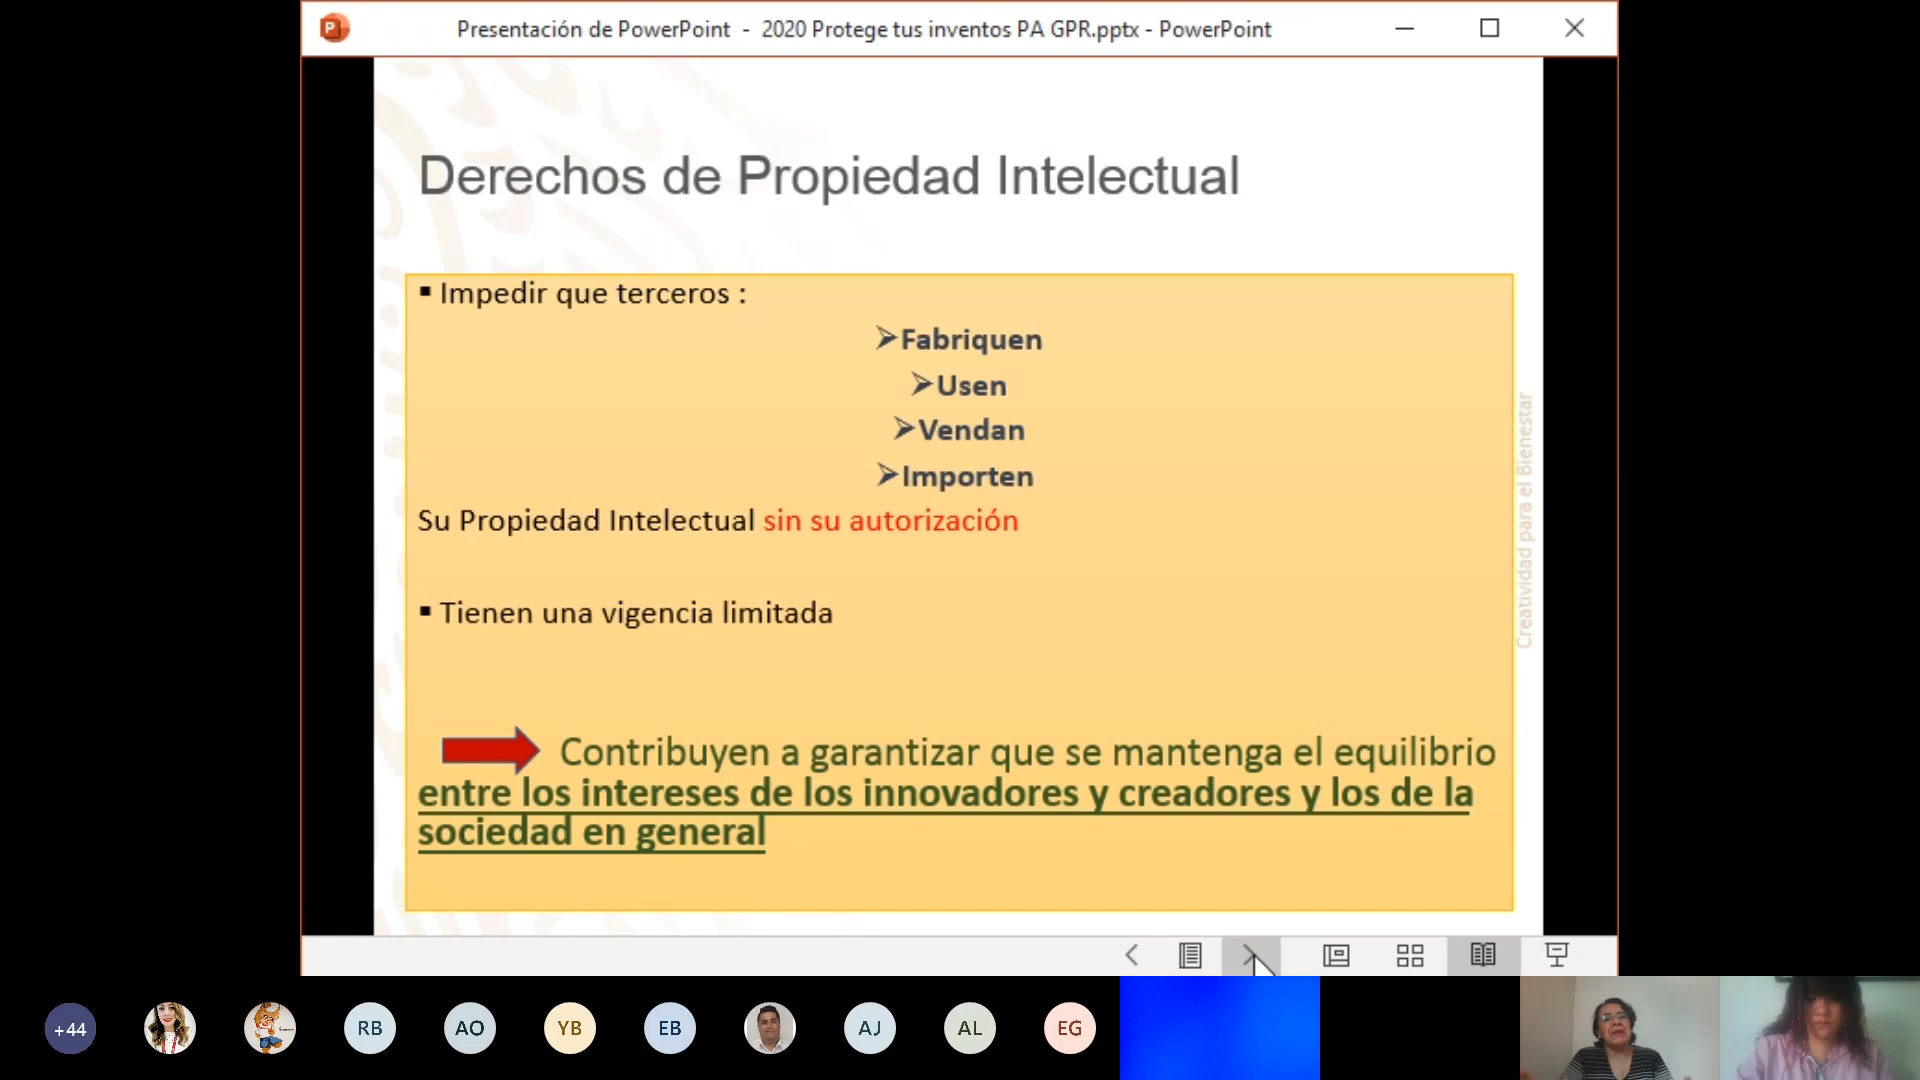 Presentación de PowerPoint - 2020 Protege tus inventos PA GPR.pptx - PowerPoint
Derechos de Propiedad Intelectual
▪ Impedir que terceros :
➢Fabriquen
➢Usen
➢Vendan
➢Importen
Su Propiedad Intelectual sin su autorización
▪ Tienen una vigencia limitada
Contribuyen a garantizar que se mantenga el equilibrio
entre los intereses de los innovadores y creadores y los de la
sociedad en general
Creatividad para el Bienestar
+44
RB
AO
YB
EB
AJ
AL
EG